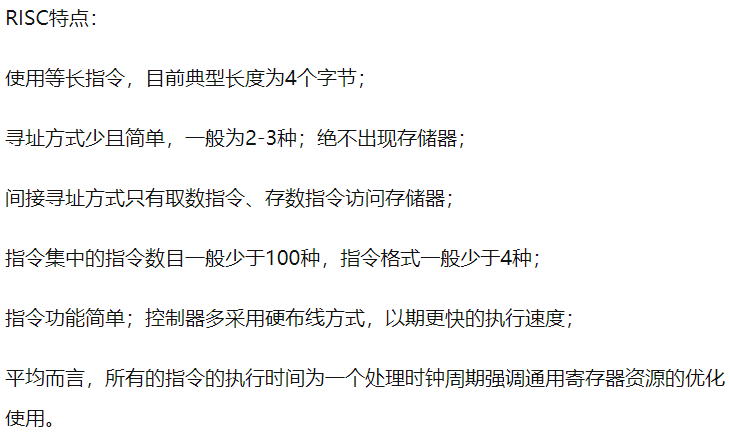 RISC特点：
使用等长指令，目前典型长度为4个字节；
寻址方式少且简单，一般为2-3种；绝不出现存储器；
间接寻址方式只有取数指令、存数指令访问存储器；
指令集中的指令数目一般少于100种，指令格式一般少于4种；
指令功能简单；控制器多采用硬布线方式，以期更快的执行速度；
平均而言，所有的指令的执行时间为一个处理时钟周期强调通用寄存器资源的优化
使用。